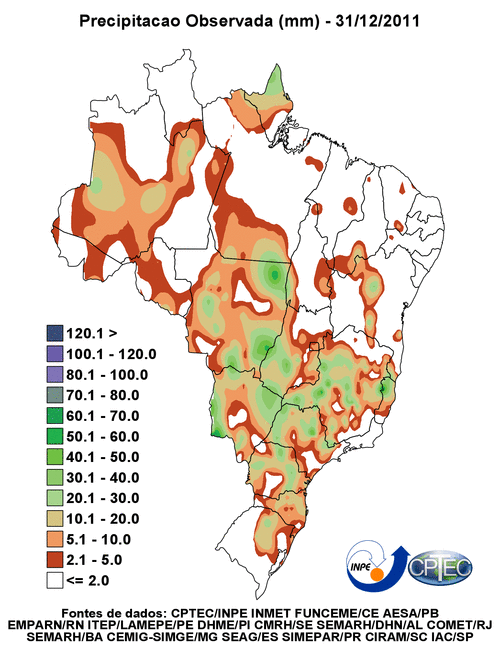 Precipitacao Observada (mm) - 31/12/2011
120.1 >
100.1 - 120.0
80.1 - 100.0
70.1 - 80.0
60.1 - 70.0
50.1 - 60.0
40.1 - 50.0
30.1 - 40.0
20.1 - 30.0
10.1 - 20.0
5.1 - 10.0
2.1 - 5.0
<= 2.0
INPE
CPTEC
Fontes de dados: CPTEC/INPE INMET FUNCEME/CE AESA/PB
EMPARN/RN ITEP/LAMEPE/PE DHME/PI CMRH/SE SEMARH/DHN/AL COMET/RJ
SEMARH/BA CEMIG-SIMGE/MG SEAG/ES SIMEPAR/PR CIRAM/SC IAC/SP